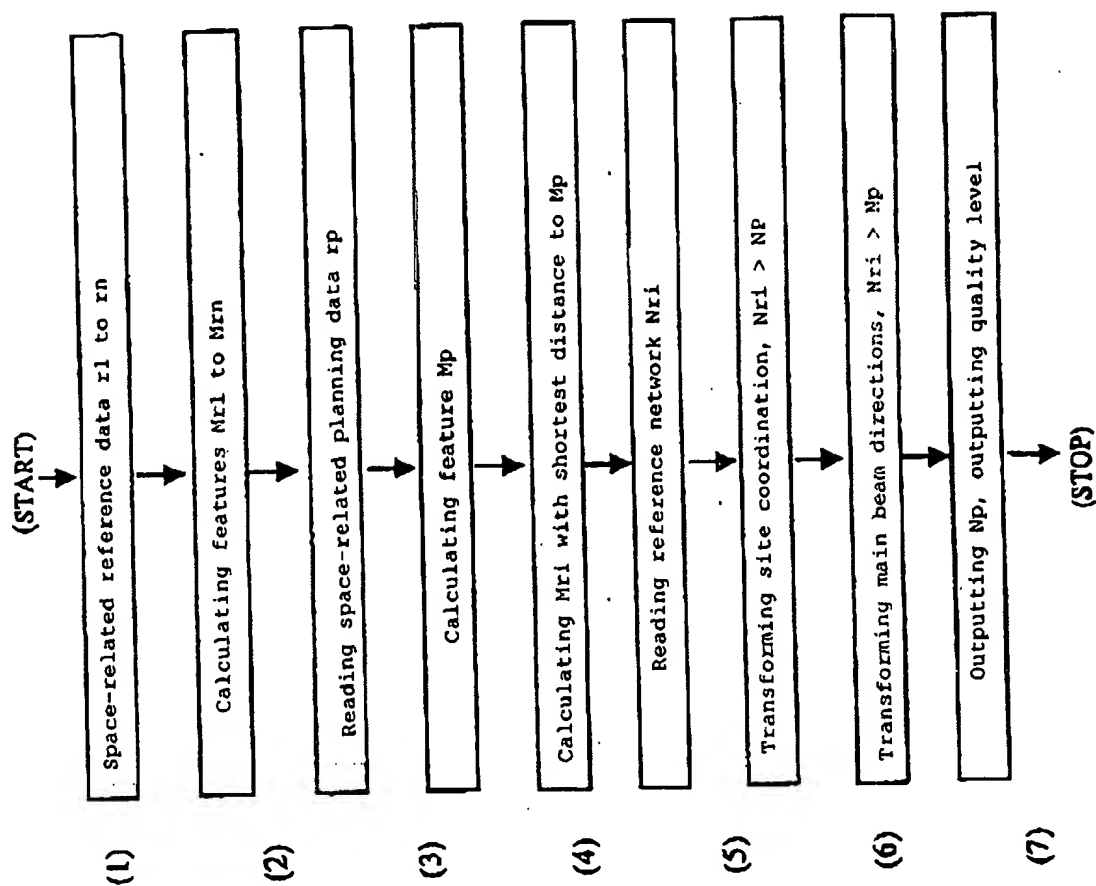 (START)
(1)
Space-related reference data r1 to rn
Calculating features Mr1 to Mrn
(2)
Reading space-related planning data rp
(3)
Calculating feature Mp
(4)
Calculating Mri with shortest distance to Mp
Reading reference network Nri
(5)
Transforming site coordination, Nri > NP
(6)
Transforming main beam directions, Nri > Np
Outputting Np, outputting quality level
(7)
(STOP)